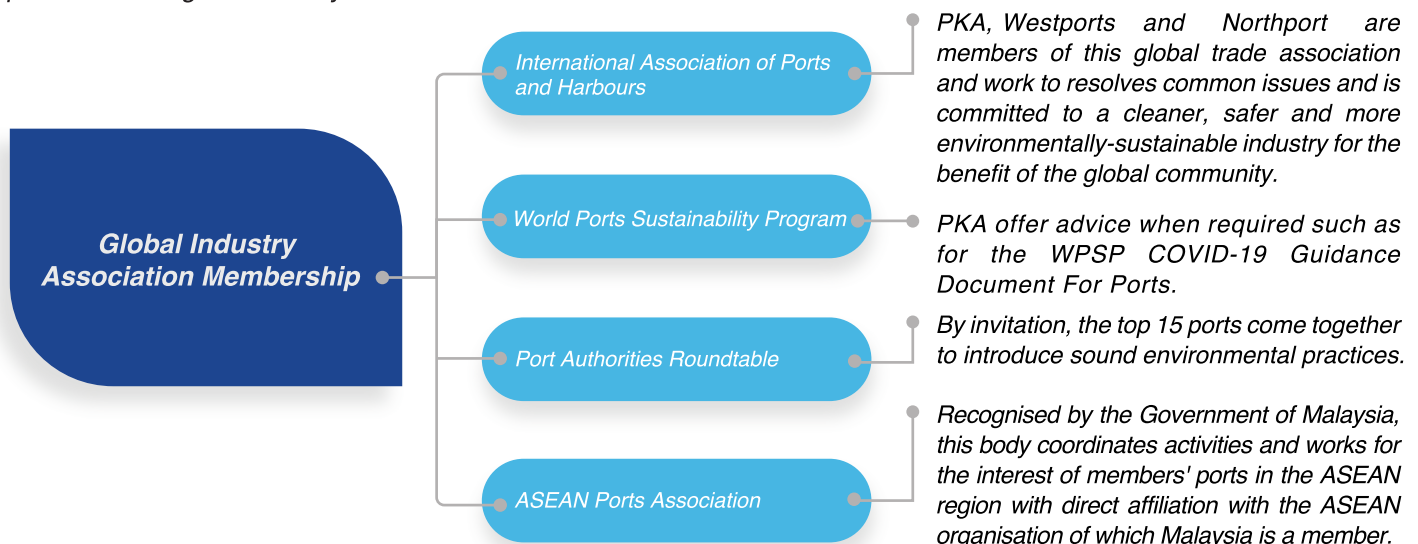 Global Industry
Association Membership
International Association of Ports
and Harbours
PKA, Westports and Northport are
members of this global trade association
and work to resolves common issues and is
committed to a cleaner, safer and more
environmentally-sustainable industry for the
benefit of the global community.
World Ports Sustainability Program
PKA offer advice when required such as
for the WPSP COVID-19 Guidance
Document For Ports.
Port Authorities Roundtable
By invitation, the top 15 ports come together
to introduce sound environmental practices.
ASEAN Ports Association
Recognised by the Government of Malaysia,
this body coordinates activities and works for
the interest of members' ports in the ASEAN
region with direct affiliation with the ASEAN
organisation of which Malaysia is a member.